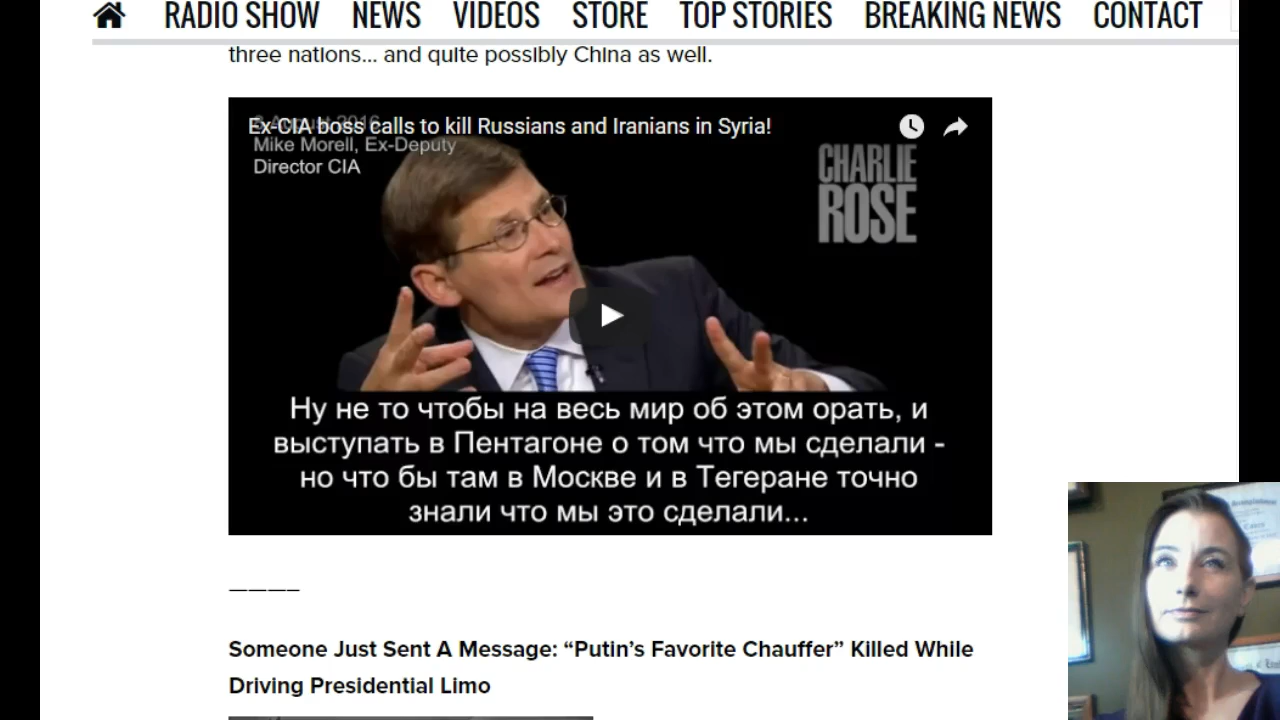 RADIO SHOW NEWS VIDEOS STORE TOP STORIES BREAKING NEWS CONTACT
three nations... and quite possibly China as well.
Ex-CIA boss calls to kill Russians and Iranians in Syria!
August 2016
Mike Morell, Ex-Deputy
Director CIA
CHARLIE
ROSE
Ну не то чтобы на весь мир об этом орать, и
выступать в Пентагоне о том что мы сделали -
но что бы там в Москве и в Тегеране точно
знали что мы это сделали...
————–
Someone Just Sent A Message: “Putin’s Favorite Chauffer” Killed While
Driving Presidential Limo